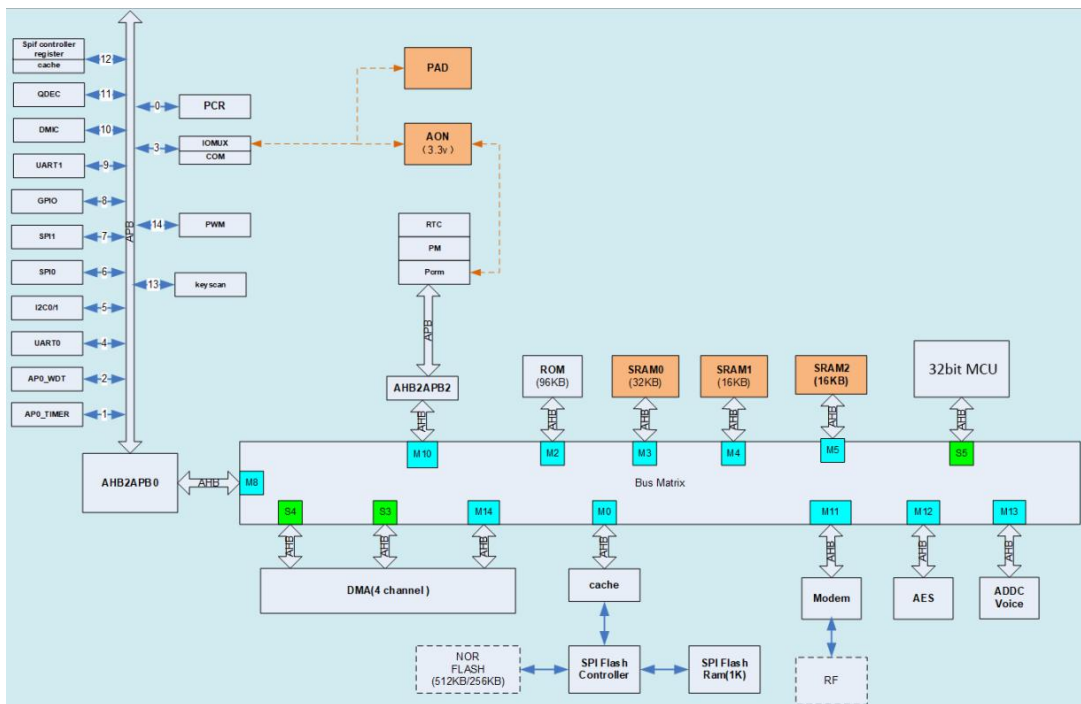 Spif controller
register
cache
12
QDEC
11
DMIC
10
UART1
9
GPIO
8
SPI1
7
SPI0
6
I2C0/1
5
UART0
4
AP0_WDT
2
AP0_TIMER
1
APB
0
PCR
3
IOMUX
COM
14
PWM
13
keyscan
PAD
AON
(3.3v)
RTC
PM
Porm
APB
AHB2APB2
AHB
M10
ROM
(96KB)
AHB
M2
SRAM0
(32KB)
AHB
M3
SRAM1
(16KB)
AHB
M4
SRAM2
(16KB)
AHB
M5
32bit MCU
AHB
S5
AHB2APB0
AHB
M8
Bus Matrix
S4
S3
M14
M0
M11
M12
M13
AHB
AHB
AHB
AHB
AHB
AHB
AHB
DMA(4 channel )
cache
Modem
AES
ADDC
Voice
NOR
FLASH
(512KB/256KB)
SPI Flash
Controller
SPI Flash
Ram(1K)
RF